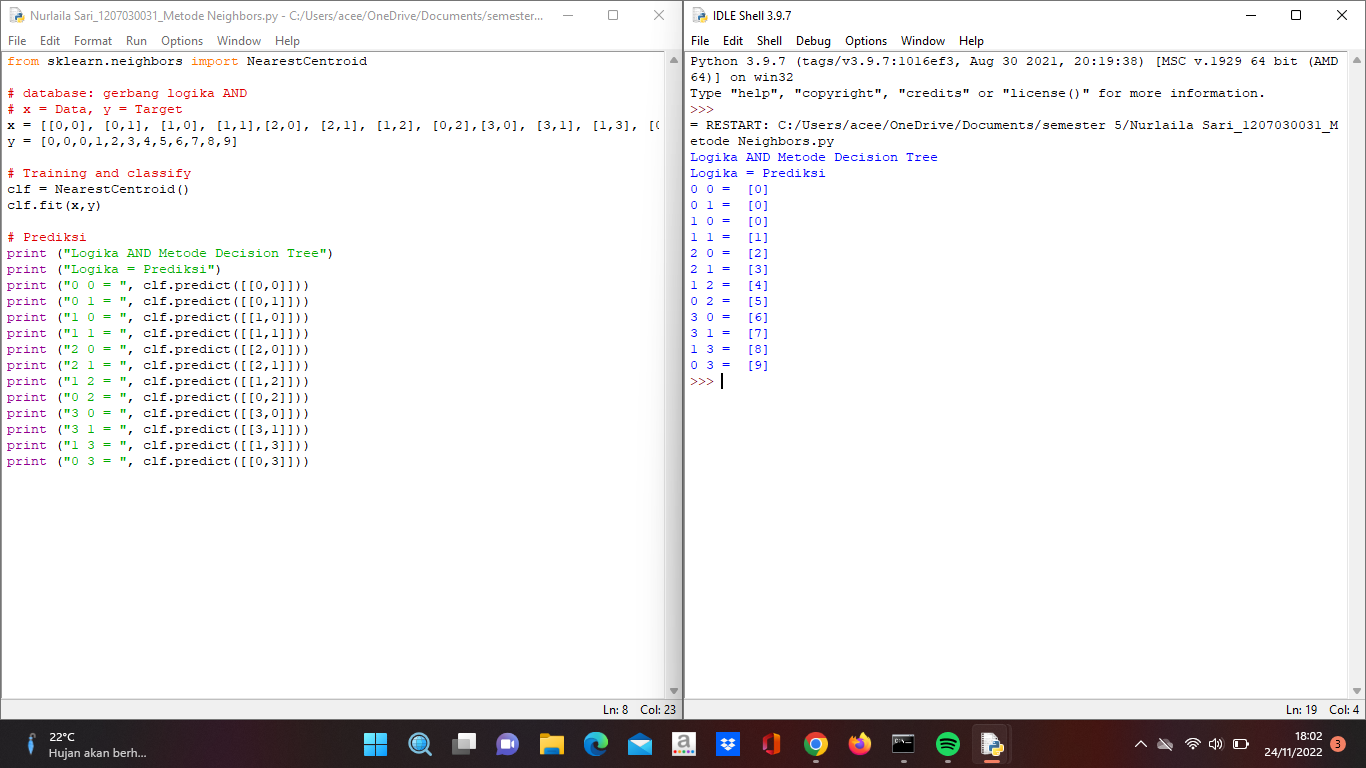 Nurlaila Sari_1207030031_Metode Neighbors.py - C:/Users/acee/OneDrive/Documents/semester...
File Edit Format Run Options Window Help
from sklearn.neighbors import NearestCentroid
# database: gerbang logika AND
# x = Data, y = Target
x = [[0,0], [0,1], [1,0], [1,1],[2,0], [2,1], [1,2], [0,2],[3,0], [3,1], [1,3], [0
y = [0,0,0,1,2,3,4,5,6,7,8,9]
# Training and classify
clf = NearestCentroid()
clf.fit(x,y)
# Prediksi
print ("Logika AND Metode Decision Tree")
print ("Logika = Prediksi")
print ("0 0 = ", clf.predict([[0,0]]))
print ("0 1 = ", clf.predict([[0,1]]))
print ("1 0 = ", clf.predict([[1,0]]))
print ("1 1 = ", clf.predict([[1,1]]))
print ("2 0 = ", clf.predict([[2,0]]))
print ("2 1 = ", clf.predict([[2,1]]))
print ("1 2 = ", clf.predict([[1,2]]))
print ("0 2 = ", clf.predict([[0,2]]))
print ("3 0 = ", clf.predict([[3,0]]))
print ("3 1 = ", clf.predict([[3,1]]))
print ("1 3 = ", clf.predict([[1,3]]))
print ("0 3 = ", clf.predict([[0,3]]))
Ln: 8 Col: 23
IDLE Shell 3.9.7
File Edit Shell Debug Options Window Help
Python 3.9.7 (tags/v3.9.7:1016ef3, Aug 30 2021, 20:19:38) [MSC v.1929 64 bit (AMD
64)] on win32
Type "help", "copyright", "credits" or "license()" for more information.
>>>
= RESTART: C:/Users/acee/OneDrive/Documents/semester 5/Nurlaila Sari_1207030031_M
etode Neighbors.py
Logika AND Metode Decision Tree
Logika = Prediksi
0 0 =  [0]
0 1 =  [0]
1 0 =  [0]
1 1 =  [1]
2 0 =  [2]
2 1 =  [3]
1 2 =  [4]
0 2 =  [5]
3 0 =  [6]
3 1 =  [7]
1 3 =  [8]
0 3 =  [9]
>>>
Ln: 19 Col: 4
22°C
Hujan akan berh...
a
18:02
24/11/2022
3